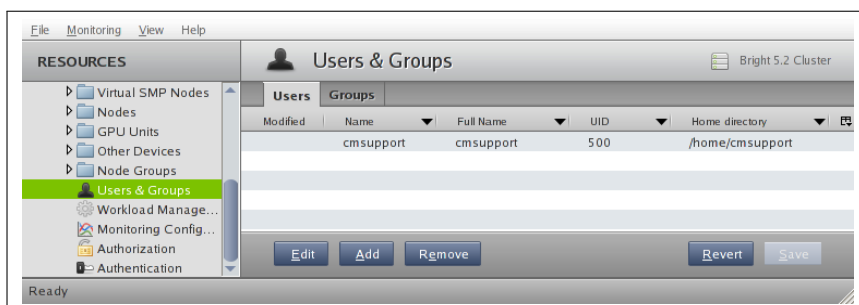 File Monitoring View Help
RESOURCES
Users & Groups
Bright 5.2 Cluster
Virtual SMP Nodes
Nodes
GPU Units
Other Devices
Node Groups
Users & Groups
Workload Manage...
Monitoring Config...
Authorization
Authentication
Users Groups
Modified Name Full Name UID Home directory
cmsupport cmsupport 500 /home/cmsupport
Edit Add Remove Revert Save
Ready